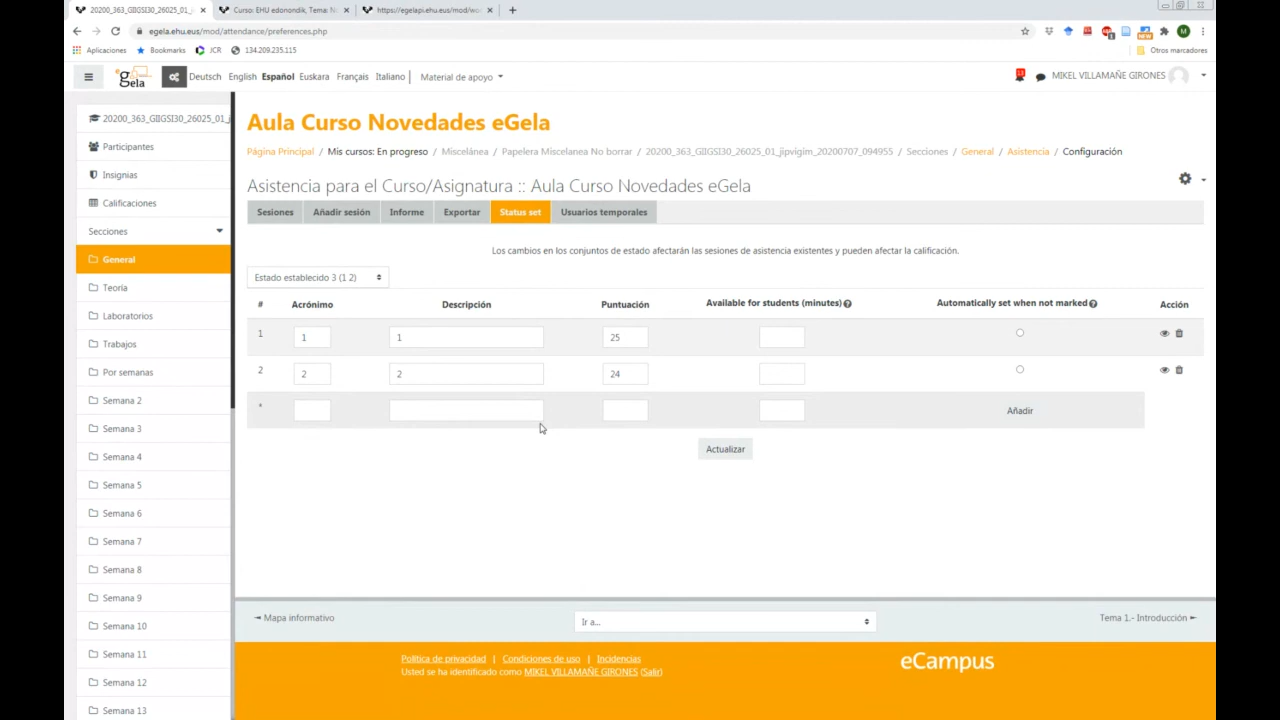 20200_363_GIIGSI30_26025_01_j
Curso: EHU edonondik, Tema: N
https://egelapi.ehu.eus/mod/wo
egela.ehu.eus/mod/attendance/preferences.php
Aplicaciones Bookmarks JCR 134.209.235.115 Otros marcadores
gela Deutsch English Español Euskara Français Italiano Material de apoyo MIKEL VILLAMAÑE GIRONES
20200_363_GIIGSI30_26025_01_j
Participantes
Insignias
Calificaciones
Secciones
General
Teoría
Laboratorios
Trabajos
Por semanas
Semana 2
Semana 3
Semana 4
Semana 5
Semana 6
Semana 7
Semana 8
Semana 9
Semana 10
Semana 11
Semana 12
Semana 13
Aula Curso Novedades eGela
Página Principal / Mis cursos: En progreso / Miscelánea / Papelera Miscelanea No borrar / 20200_363_GIIGSI30_26025_01_jipvigim_20200707_094955 / Secciones / General / Asistencia / Configuración
Asistencia para el Curso/Asignatura :: Aula Curso Novedades eGela
Sesiones Añadir sesión Informe Exportar Status set Usuarios temporales
Los cambios en los conjuntos de estado afectarán las sesiones de asistencia existentes y pueden afectar la calificación.
Estado establecido 3 (1 2)
# Acrónimo Descripción Puntuación Available for students (minutes) Automatically set when not marked Acción
1 1 1 25
2 2 2 24
* Añadir
Actualizar
◄ Mapa informativo Ir a... Tema 1.- Introducción ►
Política de privacidad | Condiciones de uso | Incidencias
Usted se ha identificado como MIKEL VILLAMAÑE GIRONES (Salir)
eCampus